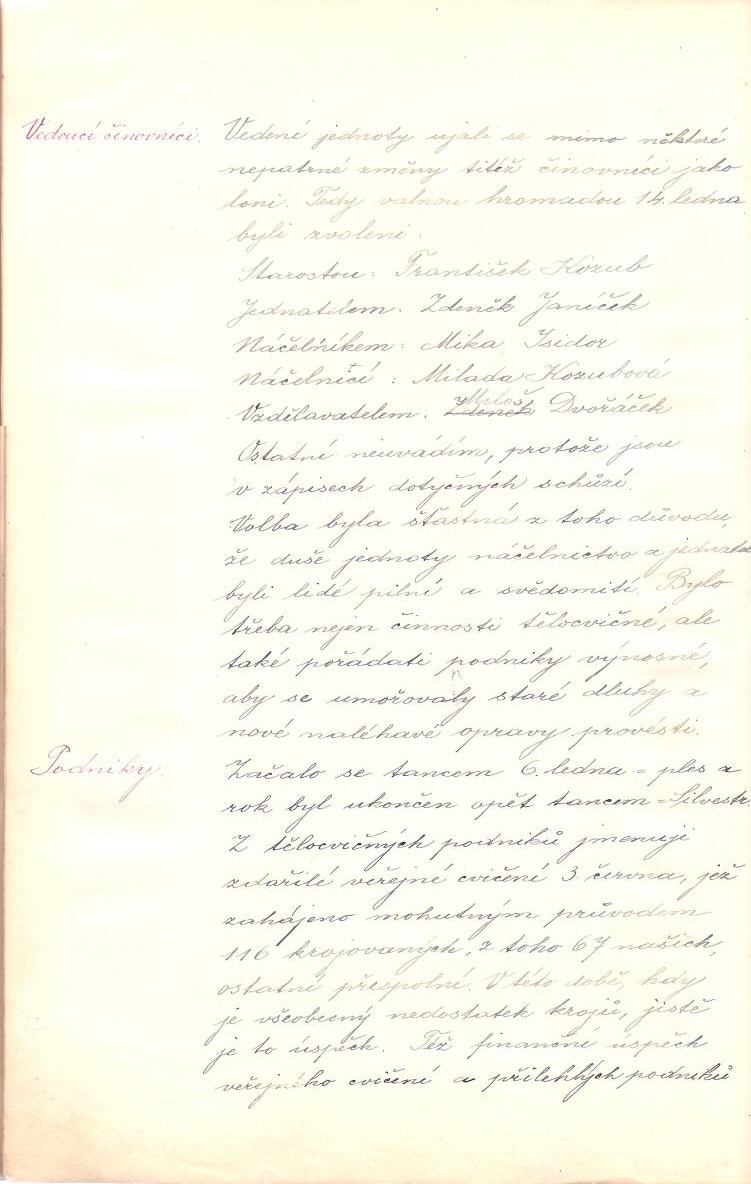 Vedoucí činovníci.
Vedení jednoty ujali se mimo některé
nepatrné změny titíž činovníci jako
loni. Tedy valnou hromadou 14. ledna
byli zvoleni:
Starostou: František Kozub
Jednatelem: Zdeněk Janíček
Náčelníkem: Mika Isidor
Náčelnicí: Milada Kozubová
Miloš
Vzdělavatelem. Zdeněk Dvořáček
Ostatní neuvádím, protože jsou
v zápisech dotyčných schůzí.
Volba byla šťastná z toho důvodu,
že duše jednoty náčelnictvo a
byli lidé pilní a svědomití. Bylo
třeba nejen činnosti tělocvičné, ale
také pořádati podniky výnosné,
aby se umořovaly staré dluhy a
nové naléhavé opravy provésti.
Podniky.
Začalo se tancem 6. ledna = ples a
rok byl ukončen opět tancem = Silvestr.
Z tělocvičných podniků jmenuji
zdařilé veřejné cvičení 3. června, jež
zahájeno mohutným průvodem
116 krojovaných, z toho 67 našich,
ostatní přespolní. V této době, kdy
je všeobecný nedostatek krojů, jistě
je to úspěch. Též finanční úspěch
veřejného cvičení a přilehlých podniků